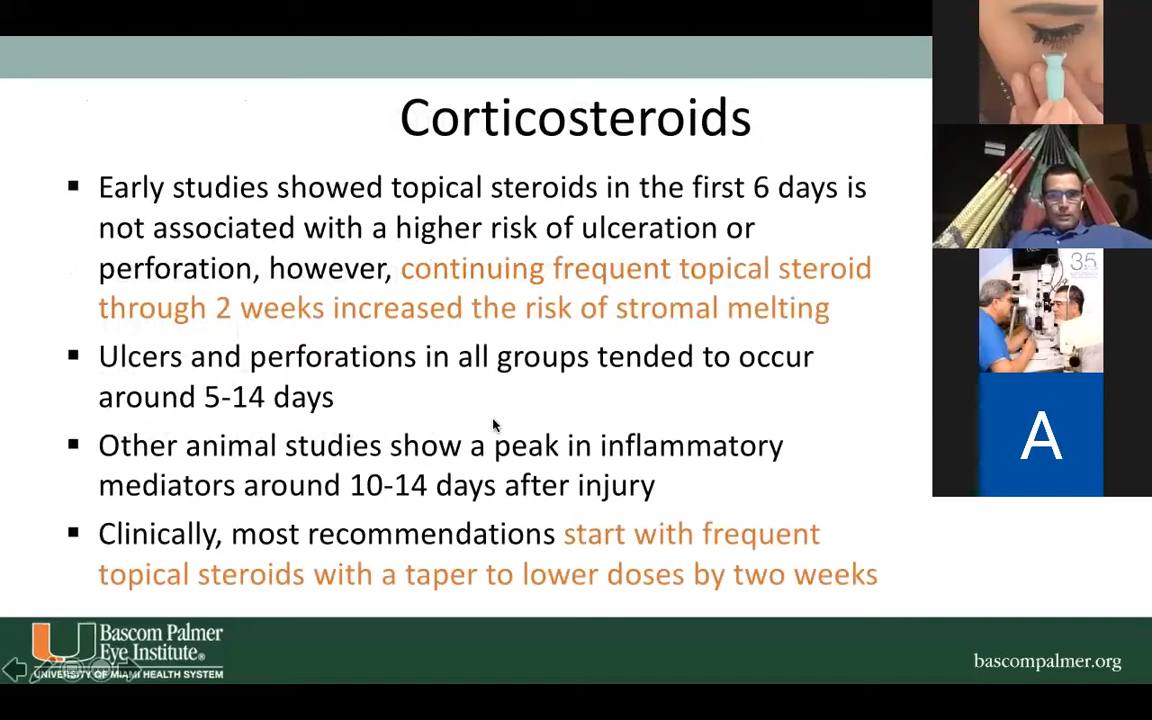 Corticosteroids
▪ Early studies showed topical steroids in the first 6 days is
not associated with a higher risk of ulceration or
perforation, however, continuing frequent topical steroid
through 2 weeks increased the risk of stromal melting
▪ Ulcers and perforations in all groups tended to occur
around 5-14 days
▪ Other animal studies show a peak in inflammatory
mediators around 10-14 days after injury
▪ Clinically, most recommendations start with frequent
topical steroids with a taper to lower doses by two weeks
35
A
Bascom Palmer
Eye Institute®
UNIVERSITY OF MIAMI HEALTH SYSTEM
bascompalmer.org